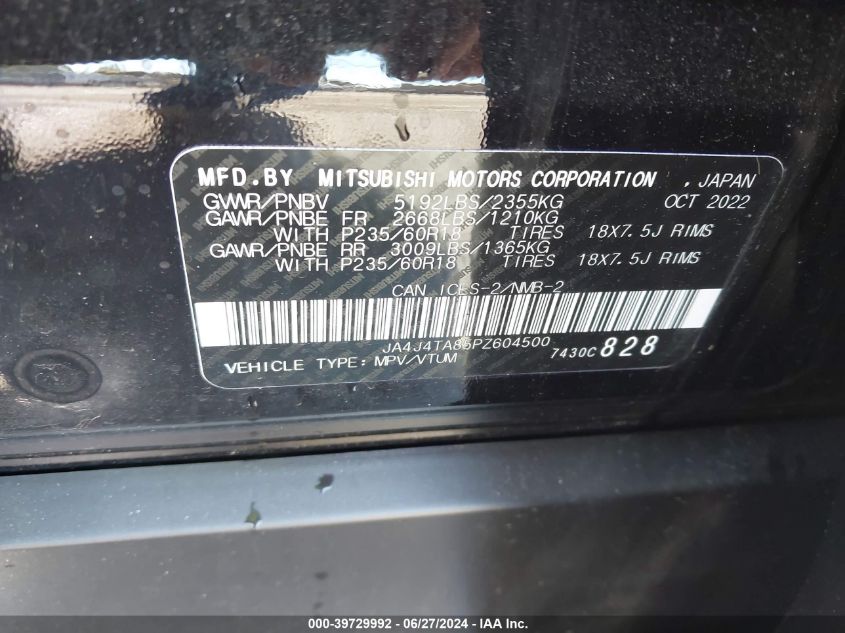 MFD.BY MITSUBISHI MOTORS CORPORATION , JAPAN
GVWR/PNBV 5192LBS/2355KG OCT 2022
GAWR/PNBE FR 2668LBS/1210KG
WITH P235/60R18 TIRES 18X7.5J RIMS
GAWR/PNBE RR 3009LBS/1365KG
WITH P235/60R18 TIRES 18X7.5J RIMS
CAN ICES-2/NMB-2
JA4J4TA85PZ604500
VEHICLE TYPE: MPV/VTUM 7430C 828
000-39729992 - 06/27/2024 - IAA Inc.